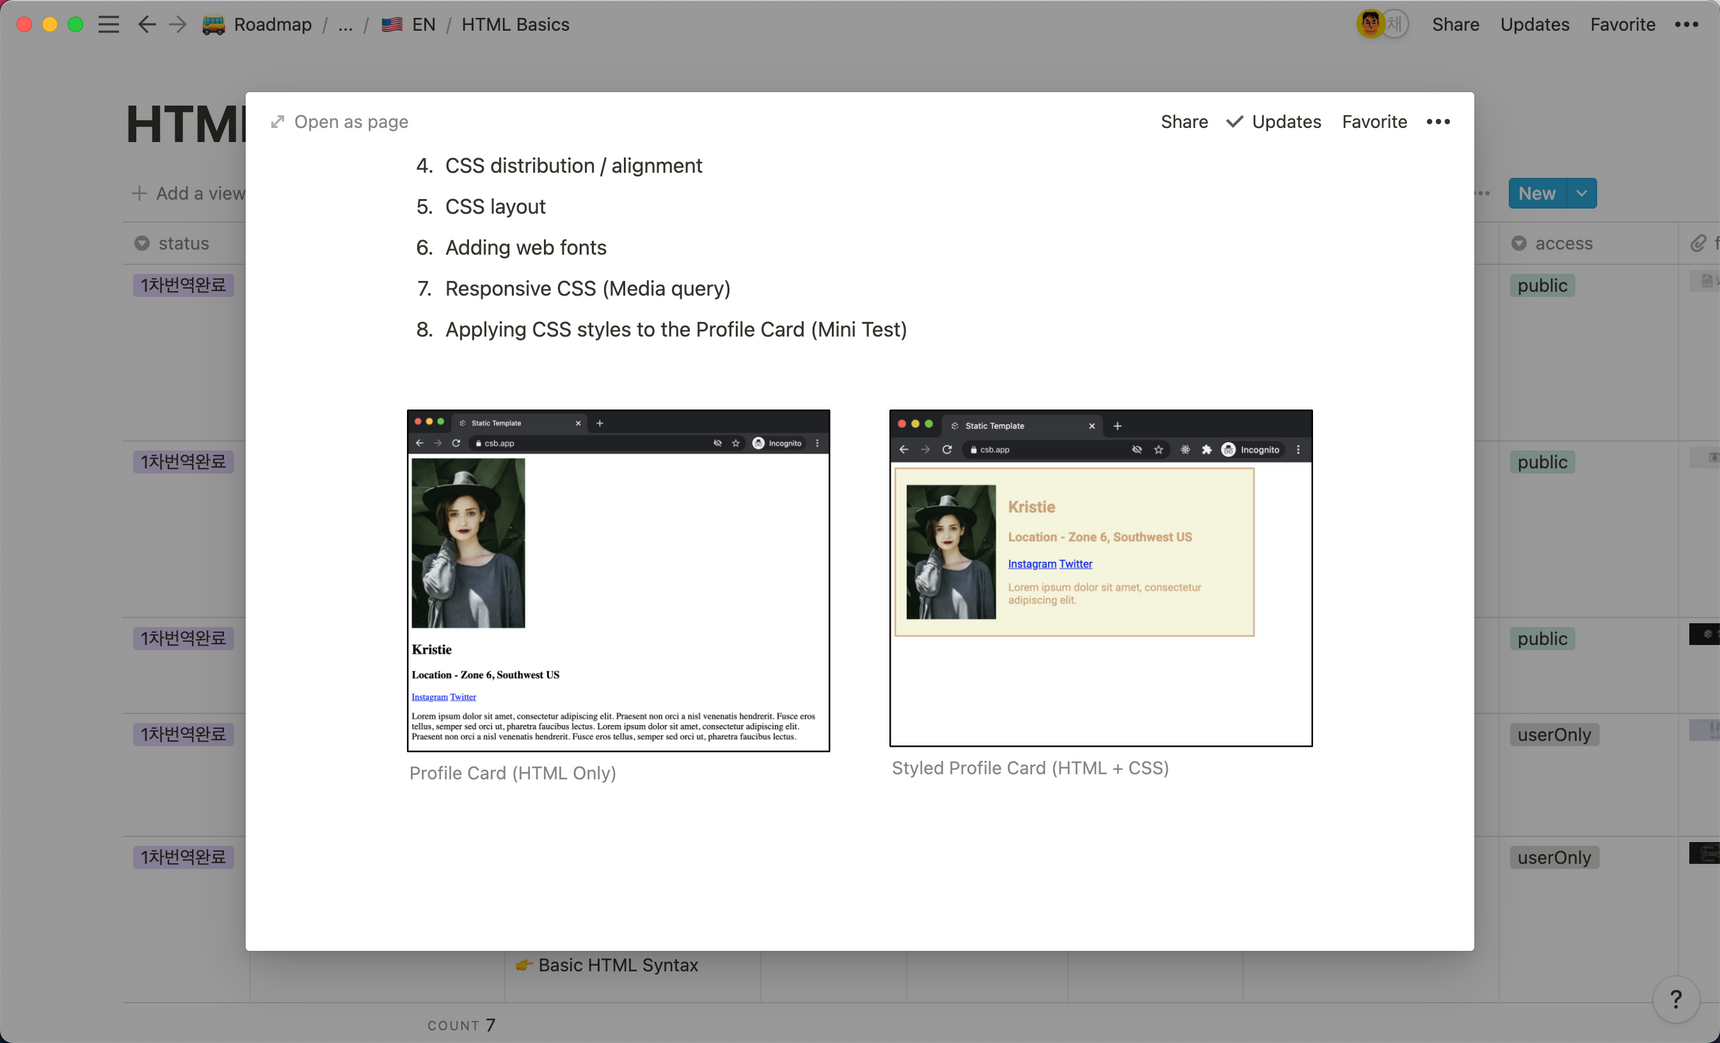 Roadmap / ... / EN / HTML Basics
채
Share Updates Favorite
HTM
Add a view
New
status
access
1차번역완료
public
1차번역완료
public
1차번역완료
public
1차번역완료
userOnly
1차번역완료
userOnly
Open as page
Share Updates Favorite
4. CSS distribution / alignment
5. CSS layout
6. Adding web fonts
7. Responsive CSS (Media query)
8. Applying CSS styles to the Profile Card (Mini Test)
Static Template
csb.app
Incognito
Kristie
Location - Zone 6, Southwest US
Instagram Twitter
Lorem ipsum dolor sit amet, consectetur adipiscing elit. Praesent non orci a nisl venenatis hendrerit. Fusce eros
tellus, semper sed orci ut, pharetra faucibus lectus. Lorem ipsum dolor sit amet, consectetur adipiscing elit.
Praesent non orci a nisl venenatis hendrerit. Fusce eros tellus, semper sed orci ut, pharetra faucibus lectus.
Profile Card (HTML Only)
Static Template
csb.app
Incognito
Kristie
Location - Zone 6, Southwest US
Instagram Twitter
Lorem ipsum dolor sit amet, consectetur
adipiscing elit.
Styled Profile Card (HTML + CSS)
Basic HTML Syntax
COUNT 7
?